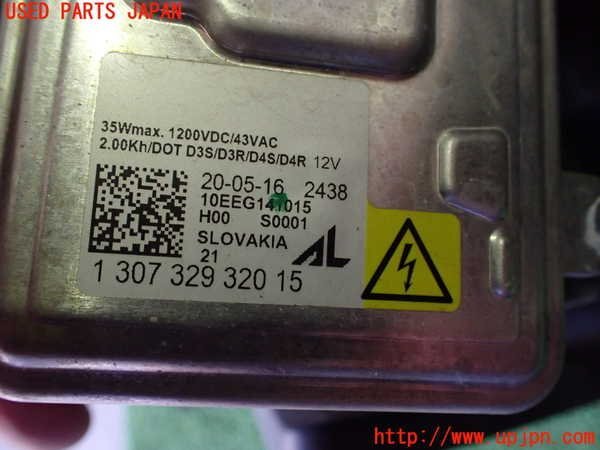 USED PARTS JAPAN
35Wmax. 1200VDC/43VAC
2.00Kh/DOT D3S/D3R/D4S/D4R 12V
20-05-16 2438
10EEG141015
H00 S0001
SLOVAKIA
21
AL
1 307 329 320 15
http://www.upjpn.com/